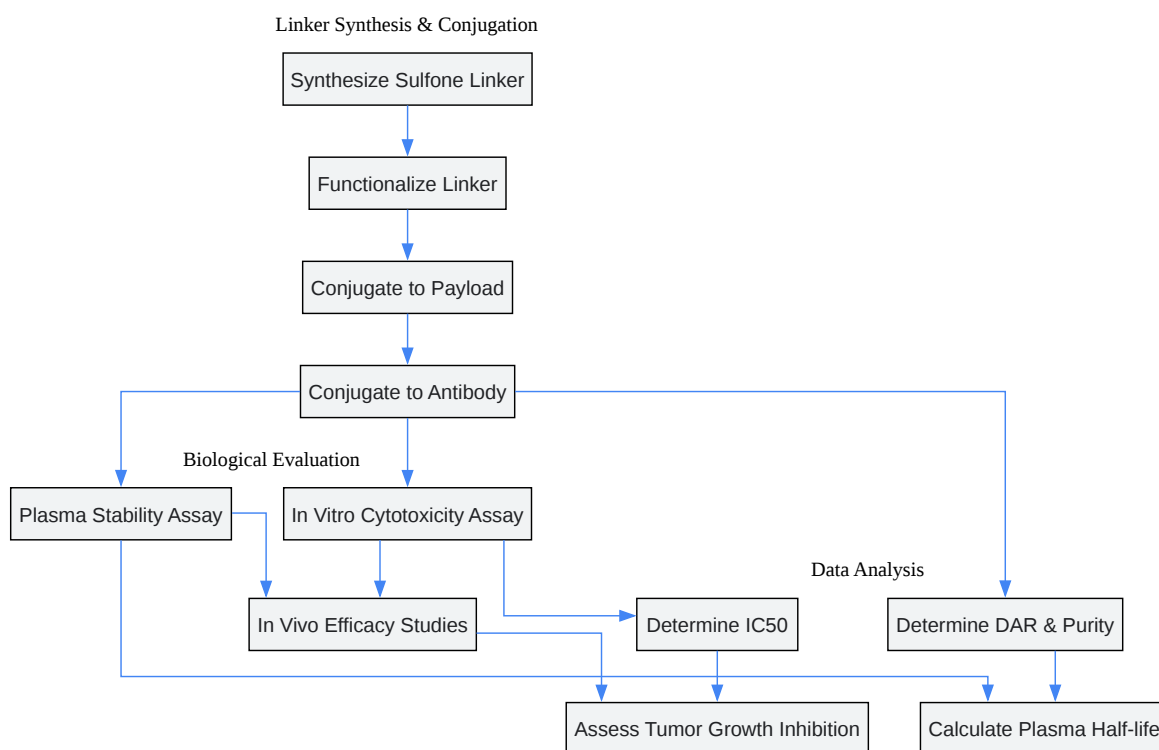 Linker Synthesis & Conjugation
Synthesize Sulfone Linker
Functionalize Linker
Conjugate to Payload
Conjugate to Antibody
Biological Evaluation
Plasma Stability Assay
In Vitro Cytotoxicity Assay
Data Analysis
In Vivo Efficacy Studies
Determine IC50
Determine DAR & Purity
Assess Tumor Growth Inhibition
Calculate Plasma Half-life